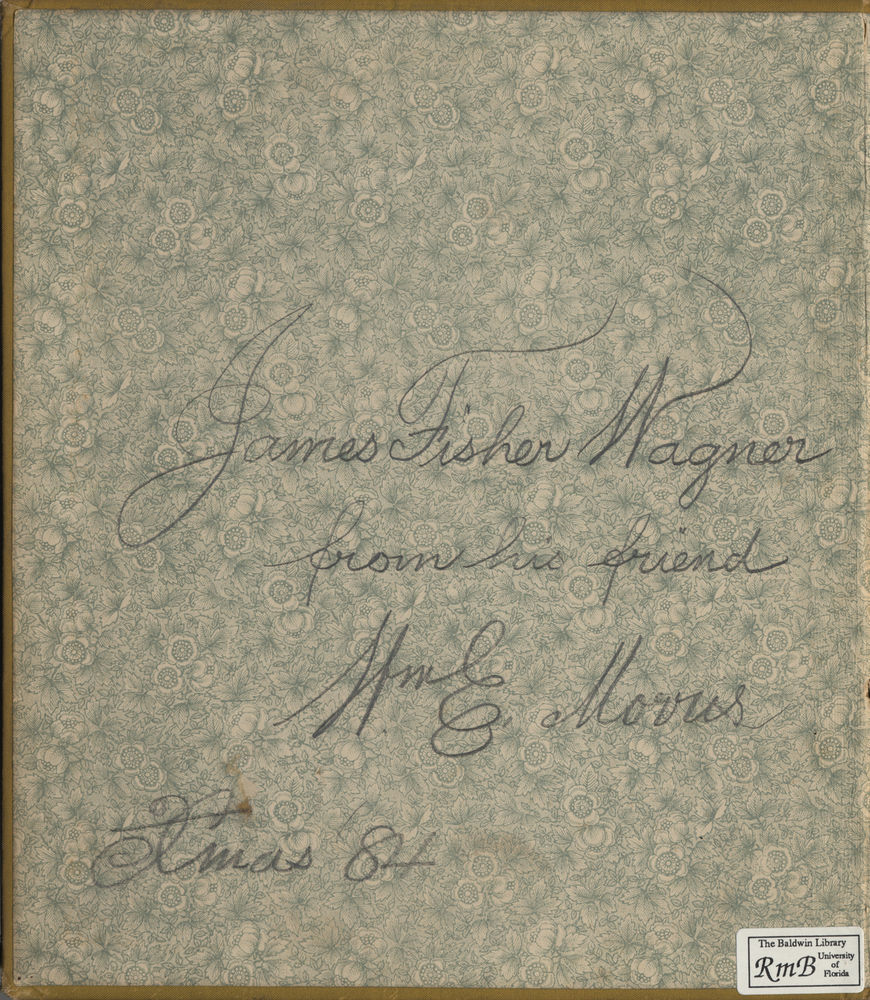 James Fisher Wagner
from his friend
Wm E. Morris
Xmas '84
The Baldwin Library
RmB University
of
Florida